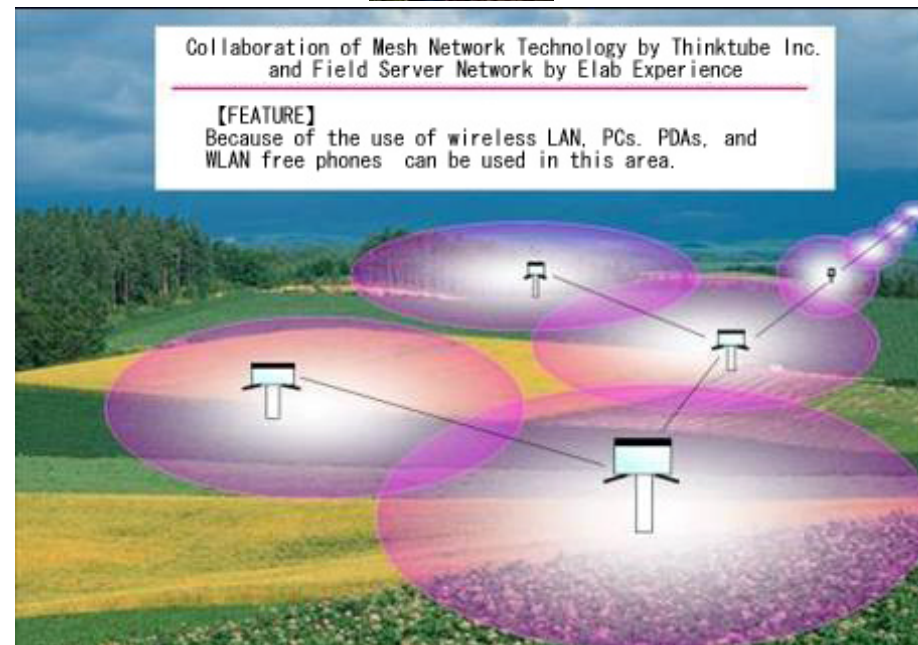 Collaboration of Mesh Network Technology by Thinktube Inc.
and Field Server Network by Elab Experience
【FEATURE】
Because of the use of wireless LAN, PCs. PDAs, and
WLAN free phones can be used in this area.